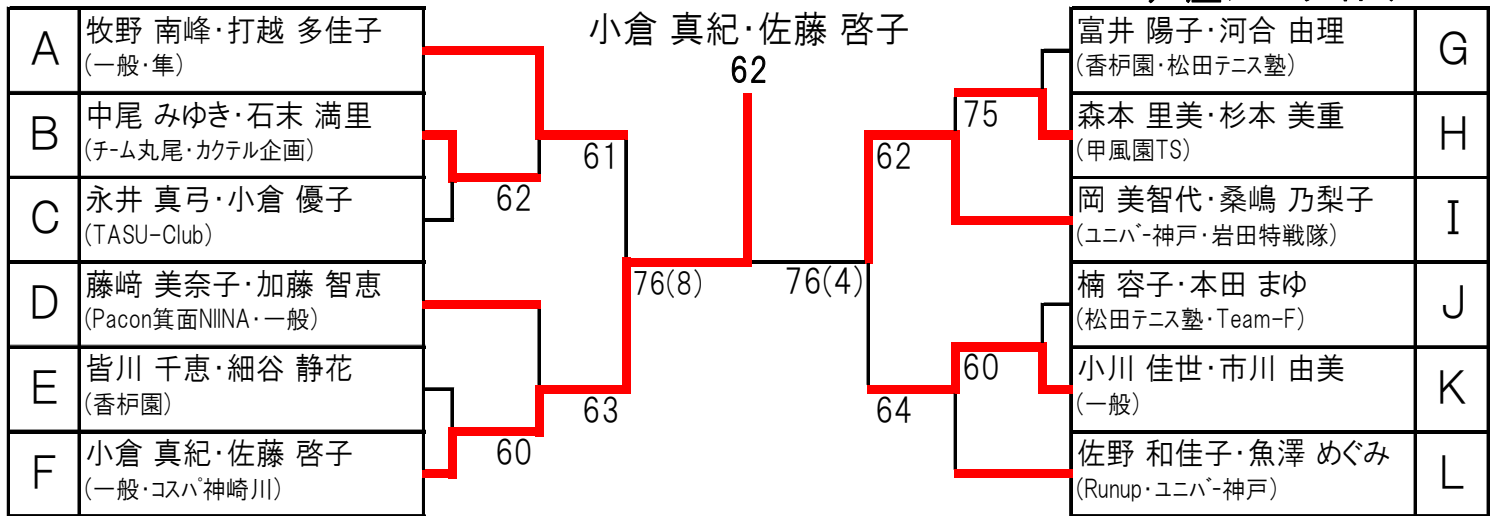 A
牧野 南峰・打越 多佳子
(一般・隼)
B
中尾 みゆき・石末 満里
(チーム丸尾・カクテル企画)
C
永井 真弓・小倉 優子
(TASU-Club)
D
藤﨑 美奈子・加藤 智恵
(Pacon箕面NIINA・一般)
E
皆川 千恵・細谷 静花
(香枦園)
F
小倉 真紀・佐藤 啓子
(一般・コスパ神崎川)
62
60
61
63
76(8)
小倉 真紀・佐藤 啓子
62
76(4)
62
64
75
60
富井 陽子・河合 由理
(香枦園・松田テニス塾)
G
森本 里美・杉本 美重
(甲風園TS)
H
岡 美智代・桑嶋 乃梨子
(ユニバー神戸・岩田特戦隊)
I
楠 容子・本田 まゆ
(松田テニス塾・Team-F)
J
小川 佳世・市川 由美
(一般)
K
佐野 和佳子・魚澤 めぐみ
(Runup・ユニバー神戸)
L